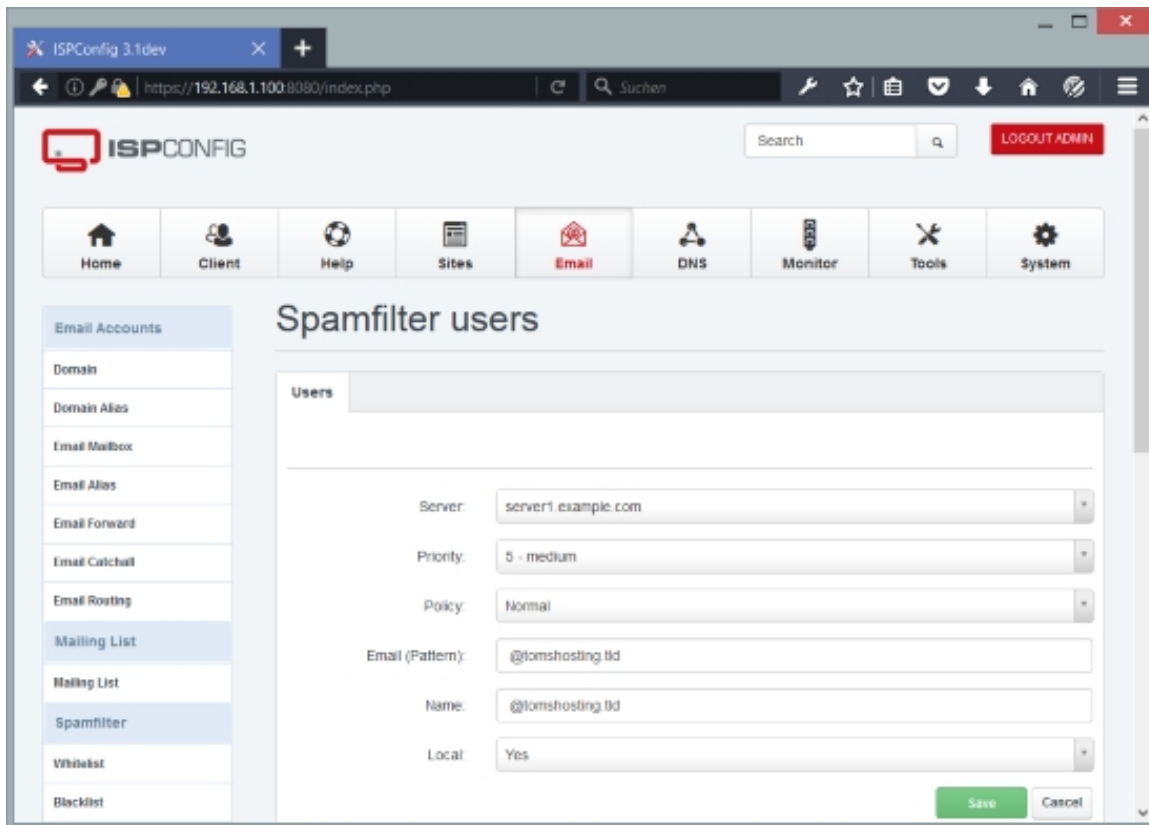 ISPConfig 3.1dev
https://192.168.1.100:8080/index.php
Suchen
ISPCONFIG
Search
LOGOUT ADMIN
Home Client Help Sites Email DNS Monitor Tools System
Email Accounts
Domain
Domain Alias
Email Mailbox
Email Alias
Email Forward
Email Catchall
Email Routing
Mailing List
Mailing List
Spamfilter
Whitelist
Blacklist
Spamfilter users
Users
Server: server1.example.com
Priority: 5 - medium
Policy: Normal
Email (Pattern): @tomshosting.tld
Name: @tomshosting.tld
Local: Yes
Save Cancel